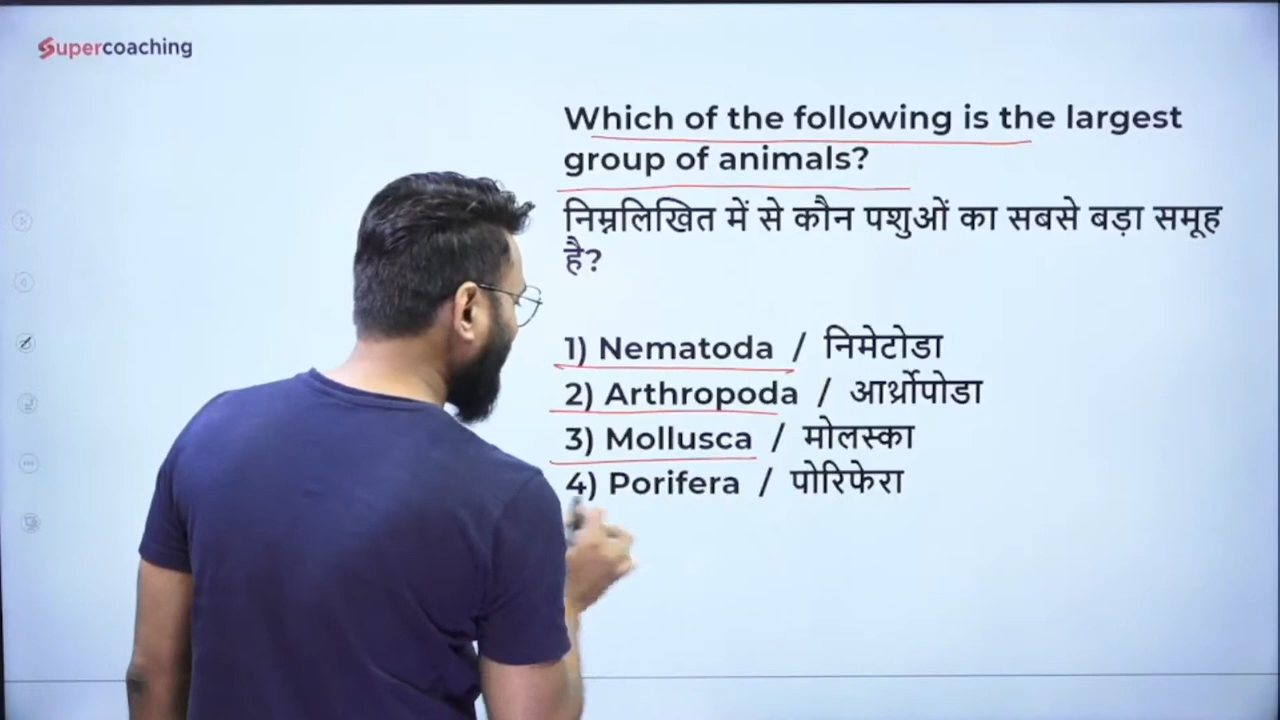 Supercoaching
Which of the following is the largest
group of animals?
निम्नलिखित में से कौन पशुओं का सबसे बड़ा समूह
है?
1) Nematoda / निमेटोडा
2) Arthropoda / आर्थ्रोपोडा
3) Mollusca / मोलस्का
4) Porifera / पोरिफेरा